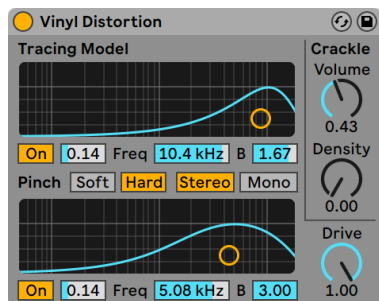 Vinyl Distortion
Tracing Model
Crackle
Volume
0.43
On 0.14 Freq 10.4 kHz B 1.67
Density
0.00
Pinch Soft Hard Stereo Mono
Drive
1.00
On 0.14 Freq 5.08 kHz B 3.00